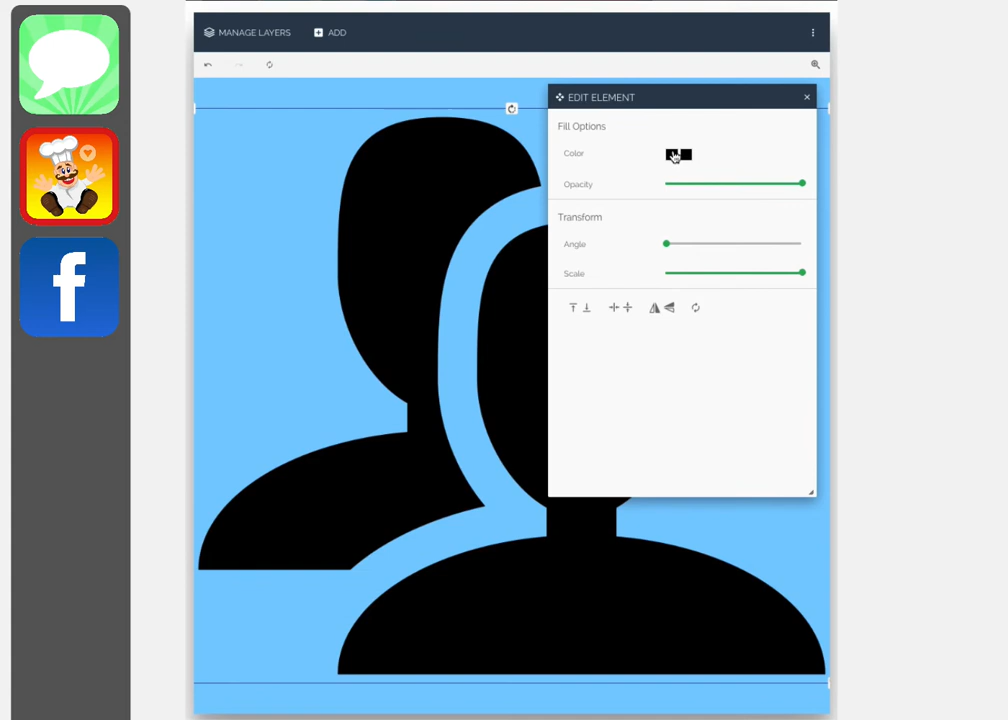 MANAGE LAYERS
ADD
EDIT ELEMENT
Fill Options
Color
Opacity
Transform
Angle
Scale
f